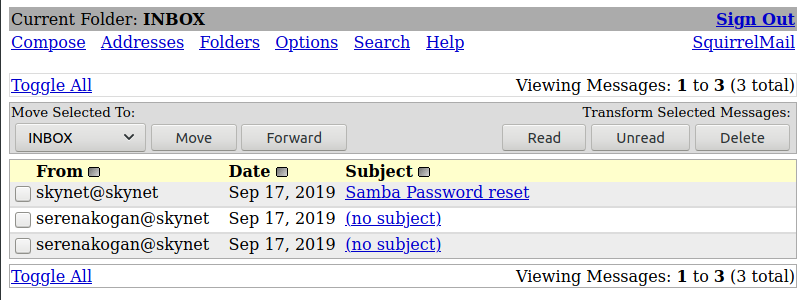 Current Folder: INBOX Sign Out
Compose Addresses Folders Options Search Help SquirrelMail
Toggle All Viewing Messages: 1 to 3 (3 total)
Move Selected To: Transform Selected Messages:
INBOX Move Forward Read Unread Delete
From Date Subject
skynet@skynet Sep 17, 2019 Samba Password reset
serenakogan@skynet Sep 17, 2019 (no subject)
serenakogan@skynet Sep 17, 2019 (no subject)
Toggle All Viewing Messages: 1 to 3 (3 total)